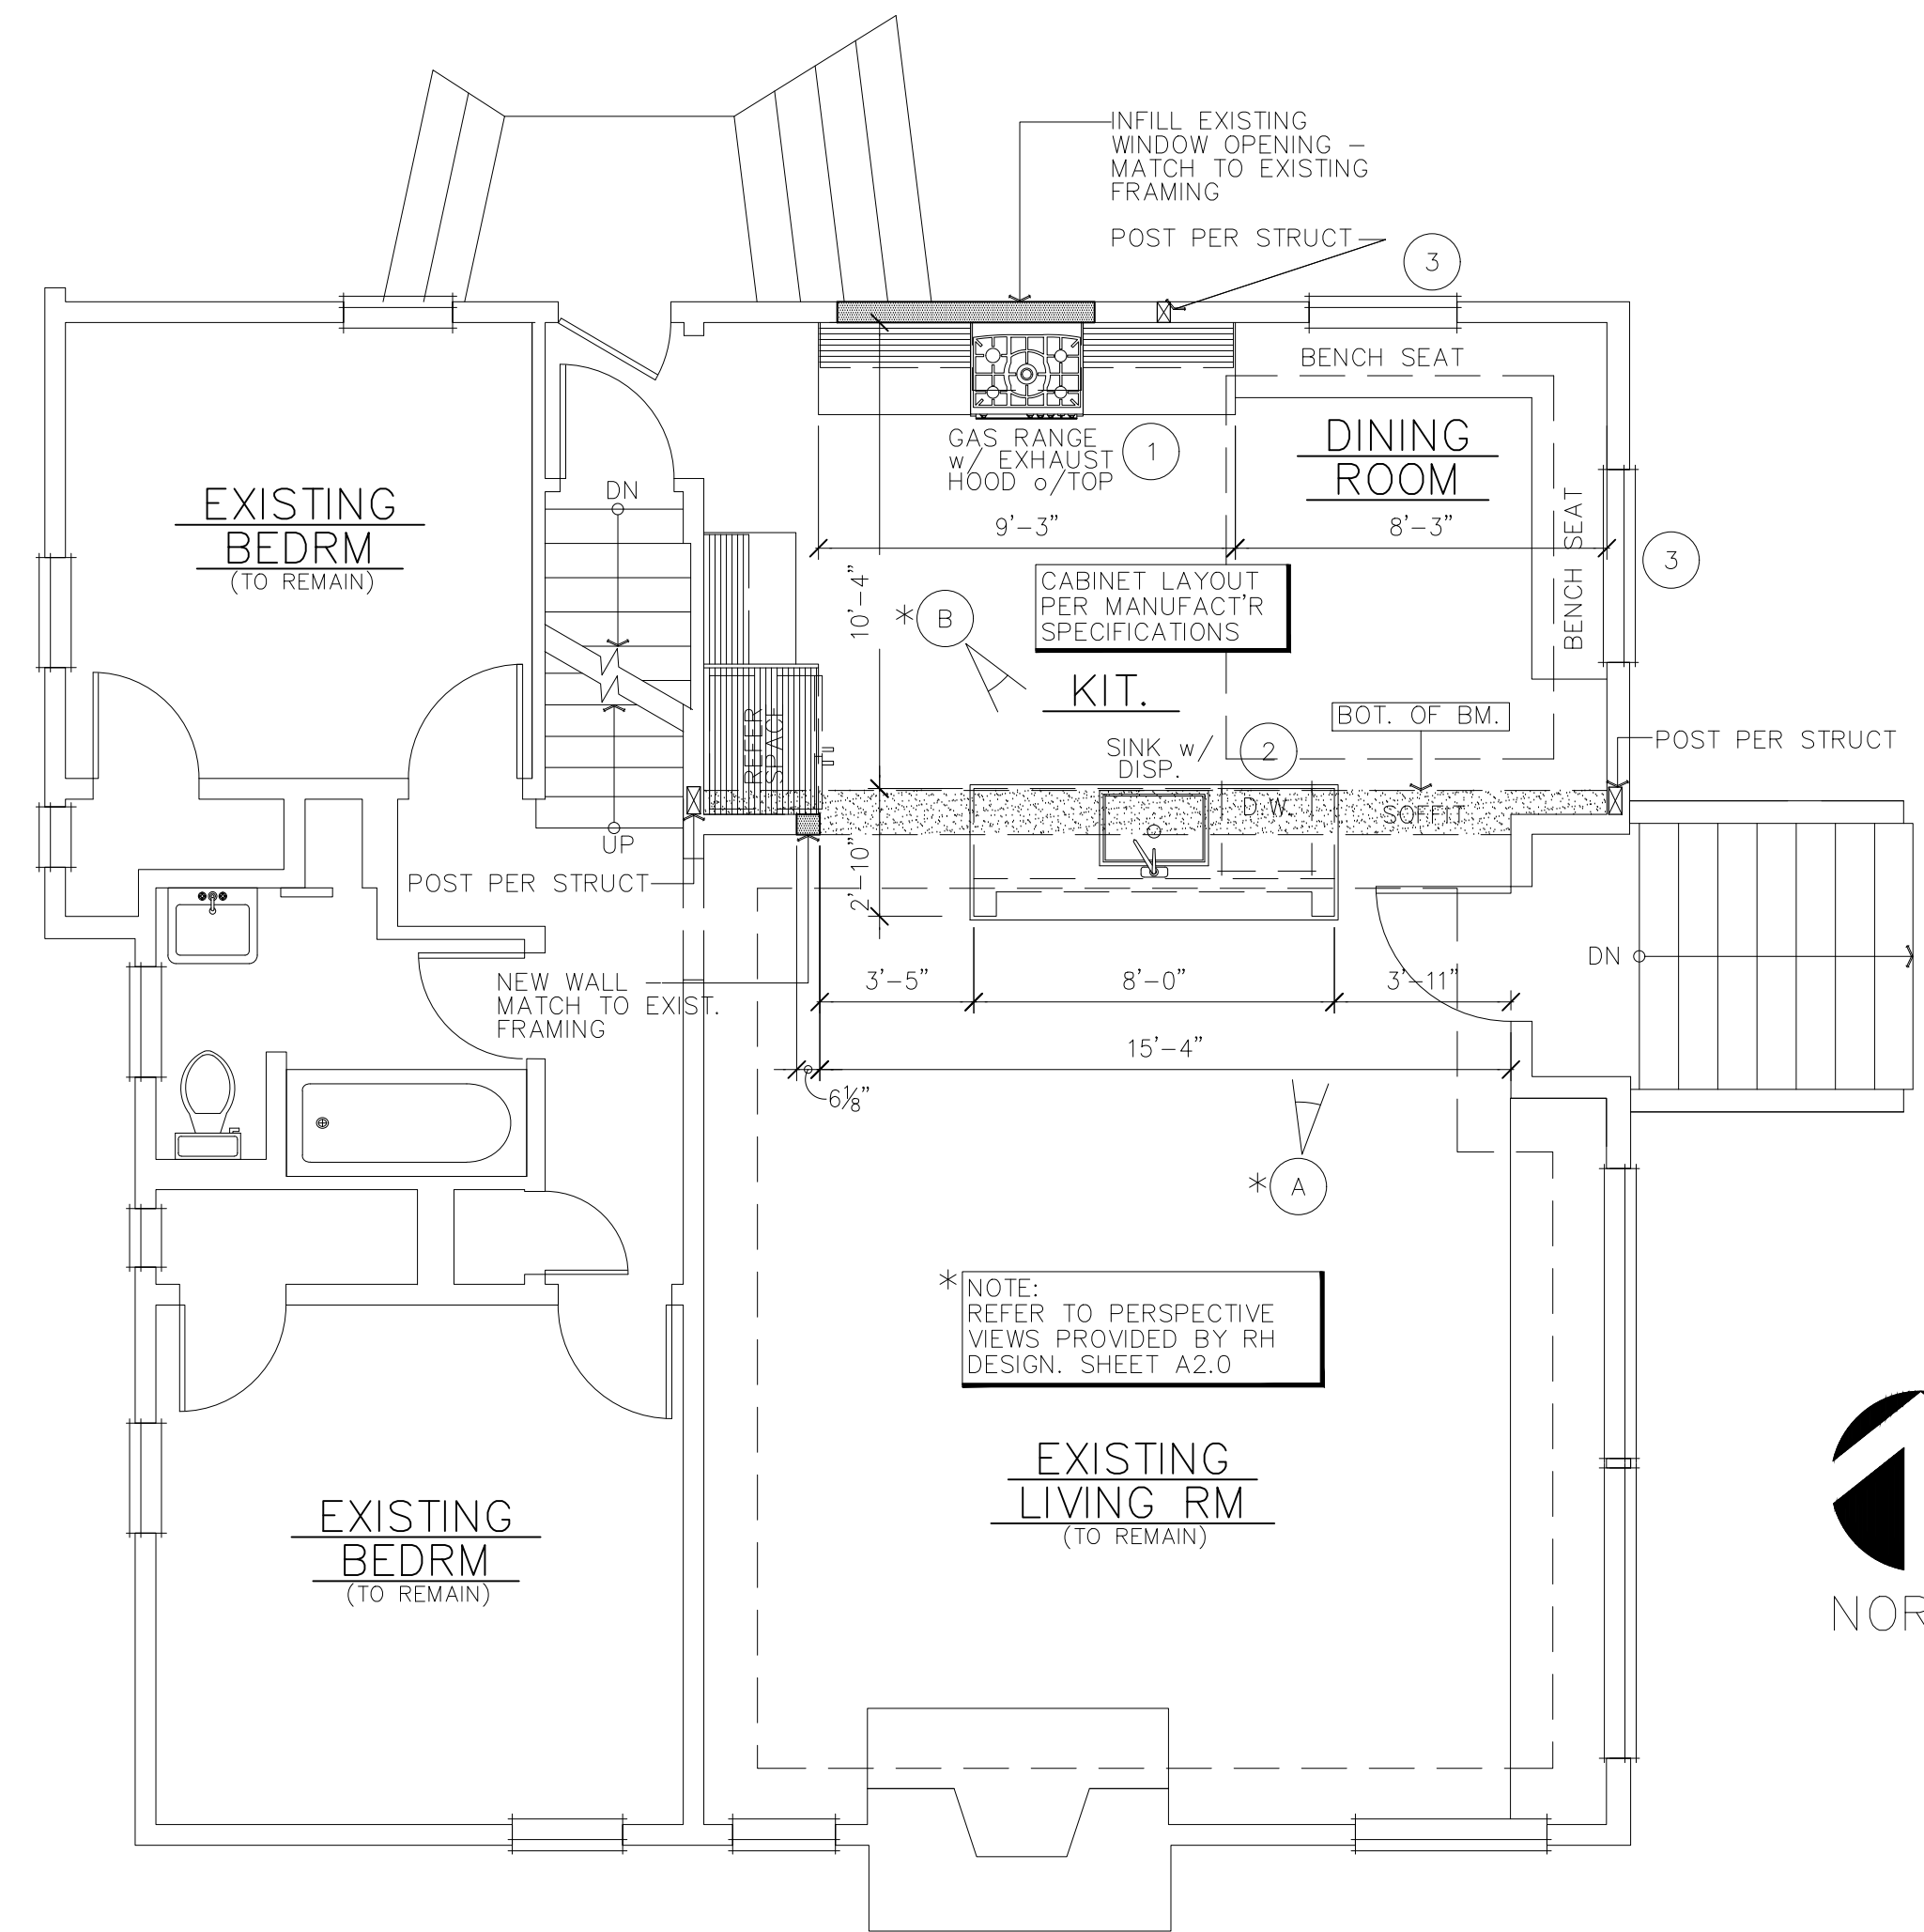 INFILL EXISTING
WINDOW OPENING –
MATCH TO EXISTING
FRAMING
POST PER STRUCT
3
BENCH SEAT
DINING
ROOM
GAS RANGE
w/ EXHAUST
HOOD o/TOP
1
EXISTING
BEDRM
(TO REMAIN)
DN
9'-3"
8'-3"
BENCH SEAT
3
10'-4"
* B
CABINET LAYOUT
PER MANUFACT'R
SPECIFICATIONS
KIT.
REFER
SPACE
BOT. OF BM.
SINK w/
DISP.
2
POST PER STRUCT
D.W.
SOFFIT
UP
POST PER STRUCT
2'-10"
NEW WALL
MATCH TO EXIST.
FRAMING
3'-5"
8'-0"
3'-11"
DN
15'-4"
6⅛"
* A
* NOTE:
REFER TO PERSPECTIVE
VIEWS PROVIDED BY RH
DESIGN. SHEET A2.0
EXISTING
LIVING RM
(TO REMAIN)
EXISTING
BEDRM
(TO REMAIN)
NOR